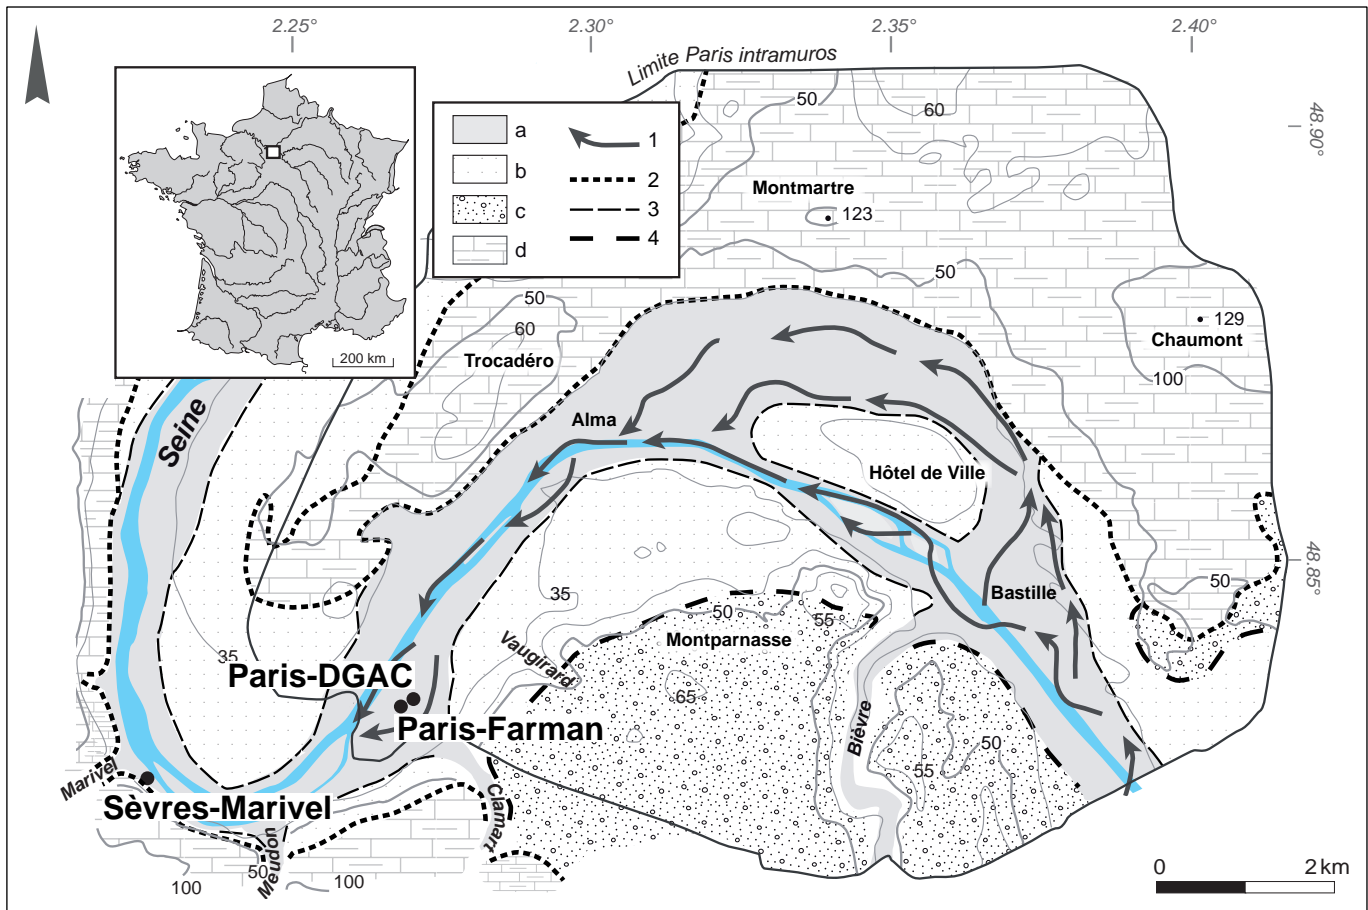 2.25°
2.30°
2.35°
2.40°
Limite Paris intramuros
50
60
48.90°
a
1
b
2
c
3
d
4
Montmartre
123
50
50
60
Trocadéro
129
Chaumont
100
200 km
Seine
Alma
Hôtel de Ville
48.85°
50
35
50
55
Bastille
Montparnasse
Vaugirard
35
65
Paris-DGAC
Paris-Farman
Bièvre
50
55
Marivel
Sèvres-Marivel
Clamart
Meudon
50
100
100
0
2 km